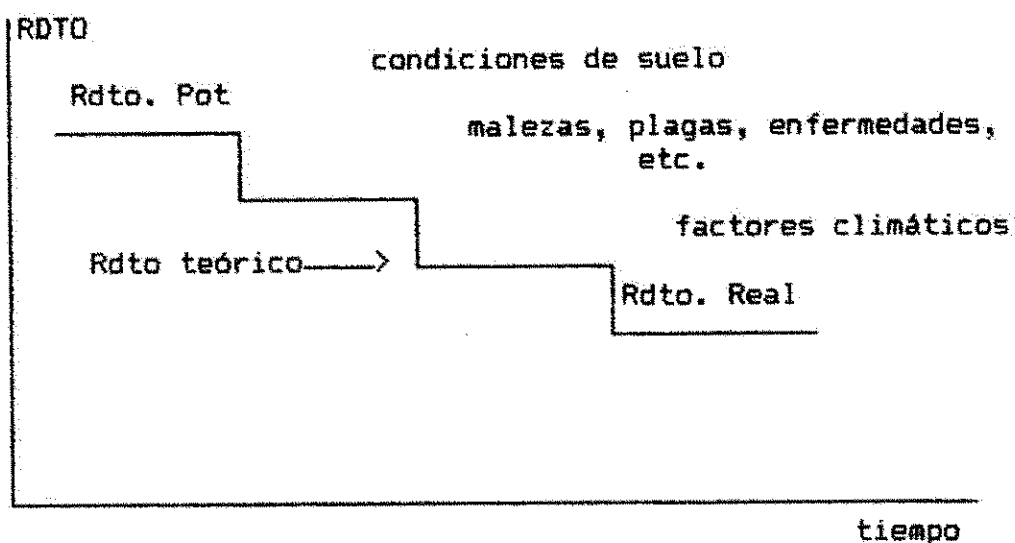 RDTO
condiciones de suelo
Rdto. Pot
malezas, plagas, enfermedades,
etc.
factores climáticos
Rdto teórico——>
Rdto. Real
tiempo